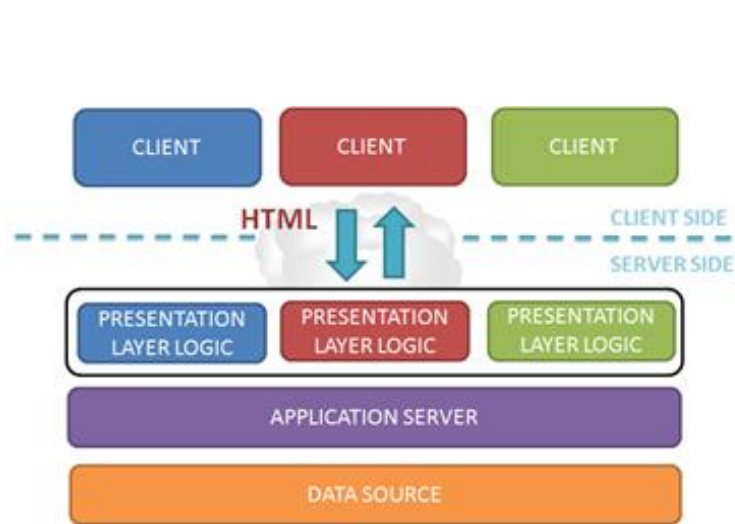 CLIENT
CLIENT
CLIENT
HTML
CLIENT SIDE
SERVER SIDE
PRESENTATION
LAYER LOGIC
PRESENTATION
LAYER LOGIC
PRESENTATION
LAYER LOGIC
APPLICATION SERVER
DATA SOURCE